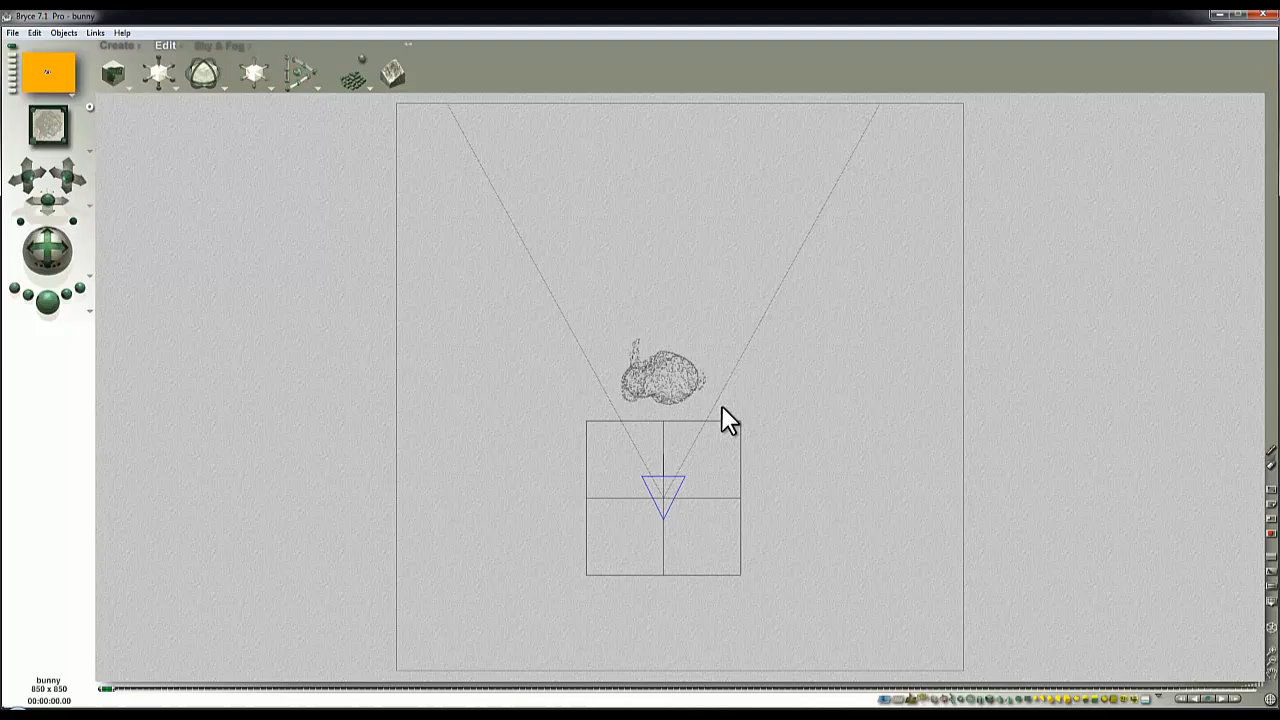 Bryce 7.1 Pro - bunny
File Edit Objects Links Help
Create Edit Sky & Fog
bunny
850 x 850
00:00:00.00